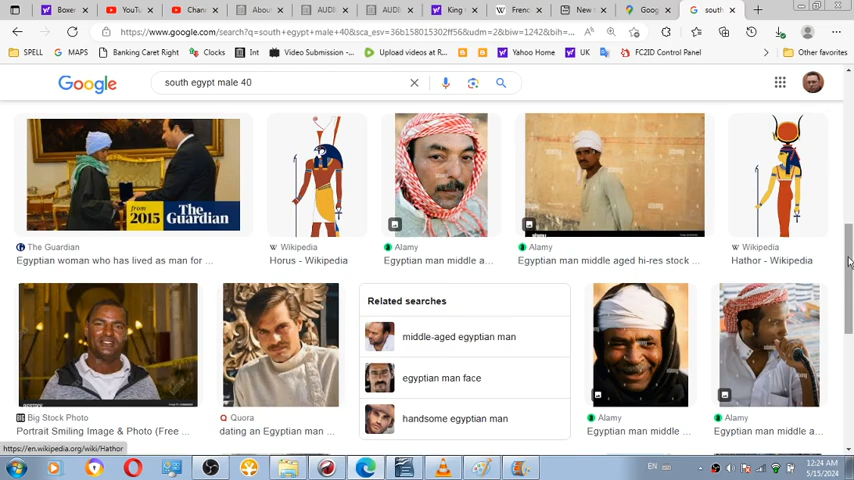 Boxer
YouT
Chan
Abou
AUDI
AUDI
King
Frenc
New t
Goog
south
https://www.google.com/search?q=south+egypt+male+40&sca_esv=36b158015302ff56&udm=2&biw=1242&bih=...
SPELL
MAPS
Banking Caret Right
Clocks
Inter Tax
Video Submission -...
Upload videos at R...
Yahoo Home
UK
FC2ID Control Panel
Other favorites
Google
south egypt male 40
from
2015
The
Guardian
The Guardian
Egyptian woman who has lived as man for ...
Wikipedia
Horus - Wikipedia
Alamy
Egyptian man middle a...
Alamy
Egyptian man middle aged hi-res stock ...
Wikipedia
Hathor - Wikipedia
Related searches
middle-aged egyptian man
egyptian man face
handsome egyptian man
Big Stock Photo
Portrait Smiling Image & Photo (Free ...
Quora
dating an Egyptian man ...
Alamy
Egyptian man middle ...
Alamy
Egyptian man middle a...
https://en.wikipedia.org/wiki/Hathor
EN
12:24 AM
5/15/2024